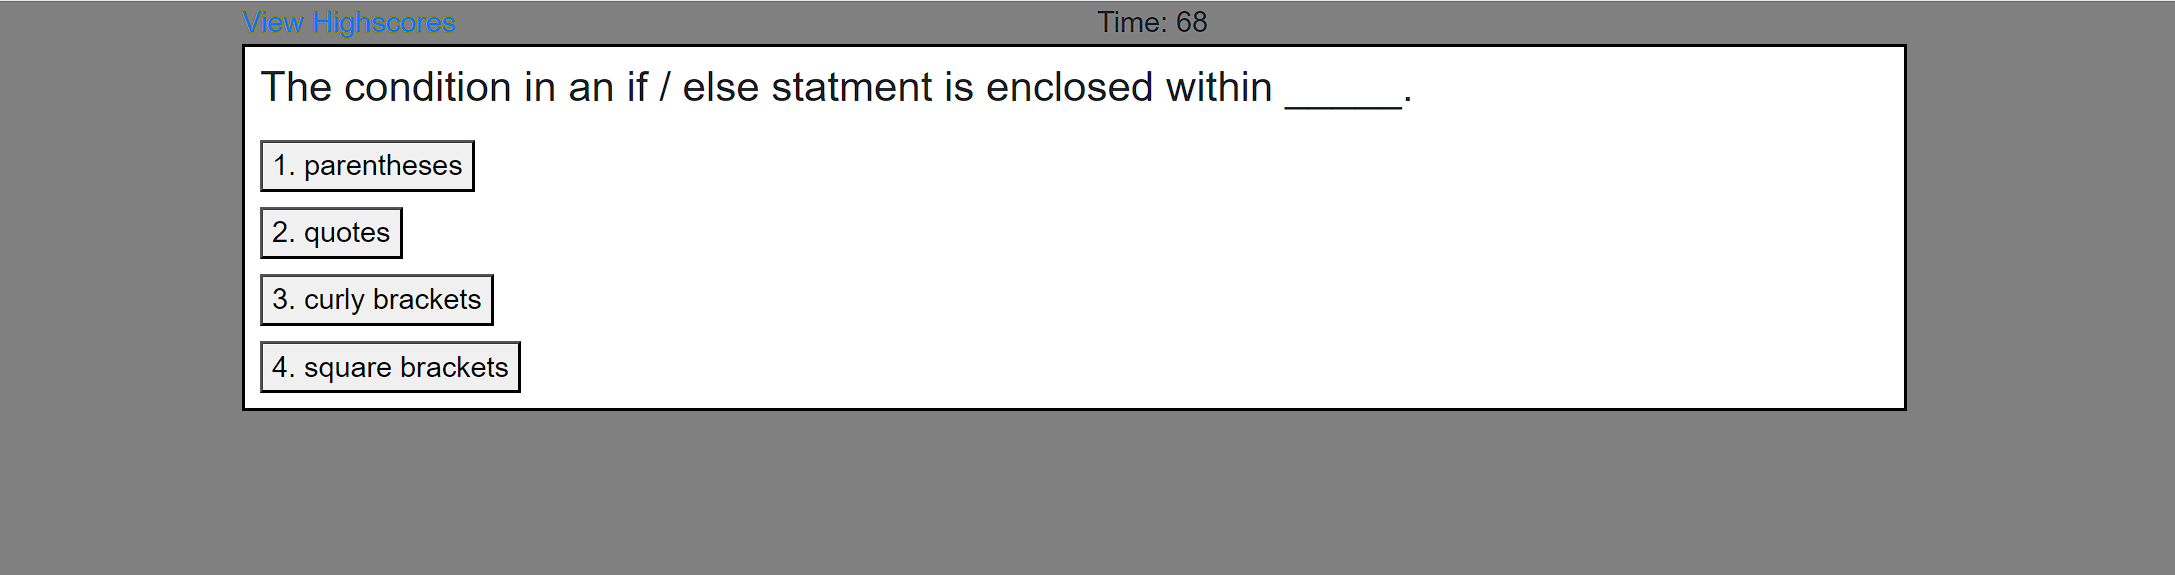 View Highscores Time: 68
The condition in an if / else statment is enclosed within _____.
1. parentheses
2. quotes
3. curly brackets
4. square brackets